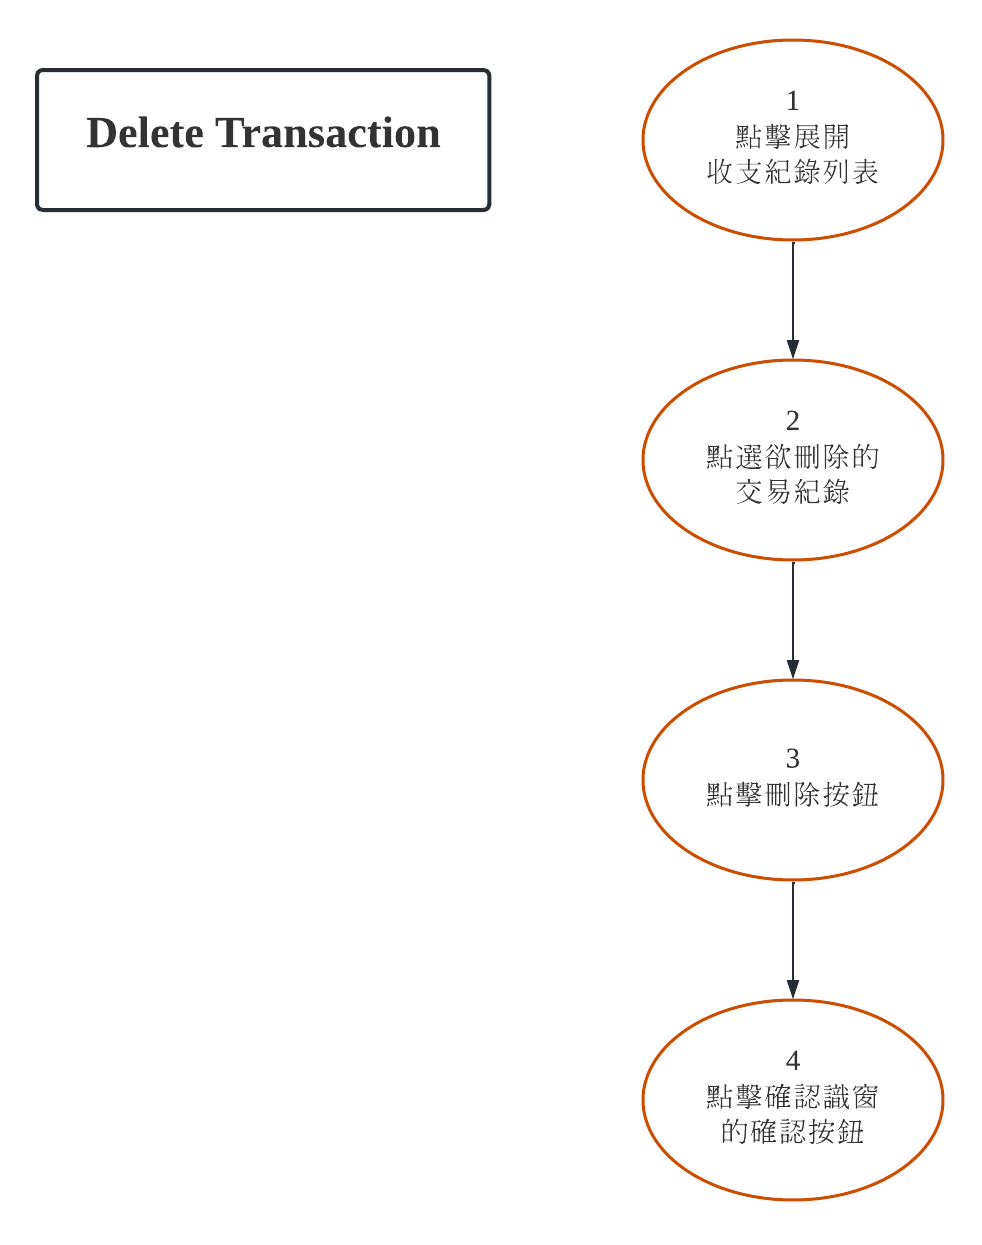 Delete Transaction
1
點擊展開
收支紀錄列表
2
點選欲刪除的
交易紀錄
3
點擊刪除按鈕
4
點擊確認識窗
的確認按鈕